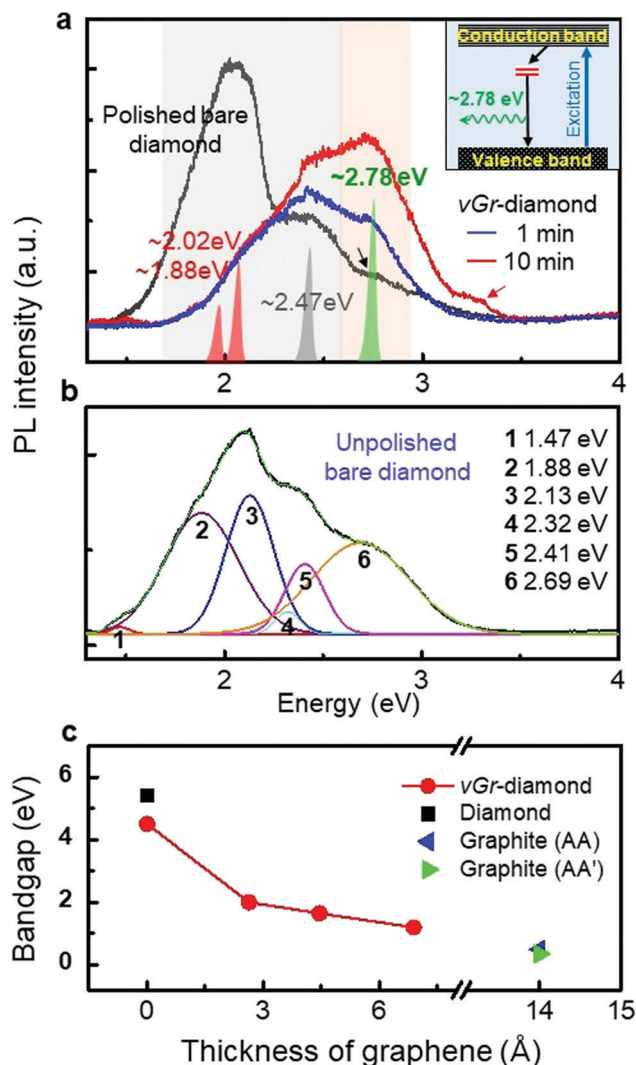 a
Conduction band
~2.78 eV
Excitation
Valence band
Polished bare
diamond
~2.78 eV
vGr-diamond
1 min
10 min
~2.02eV
~1.88eV
~2.47eV
PL intensity (a.u.)
2
3
4
b
Unpolished
bare diamond
1 1.47 eV
2 1.88 eV
3 2.13 eV
4 2.32 eV
5 2.41 eV
6 2.69 eV
1
2
3
4
5
6
2
3
4
Energy (eV)
c
Bandgap (eV)
6
4
2
0
vGr-diamond
Diamond
Graphite (AA)
Graphite (AA')
0
3
6
14
15
Thickness of graphene (Å)